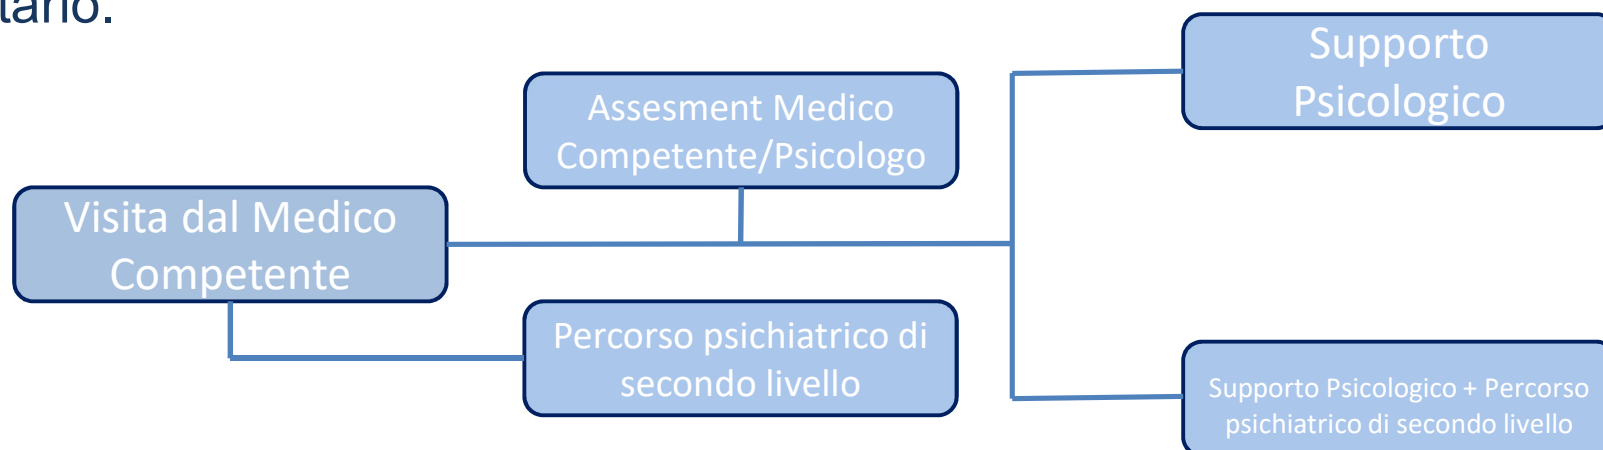 Supporto
Psicologico
Assesment Medico
Competente/Psicologo
Visita dal Medico
Competente
Percorso psichiatrico di
secondo livello
Supporto Psicologico + Percorso
psichiatrico di secondo livello